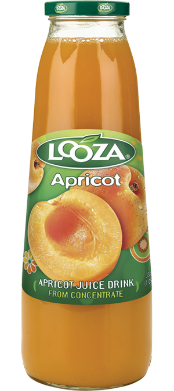 LOOZA
Apricot
APRICOT JUICE DRINK
FROM CONCENTRATE